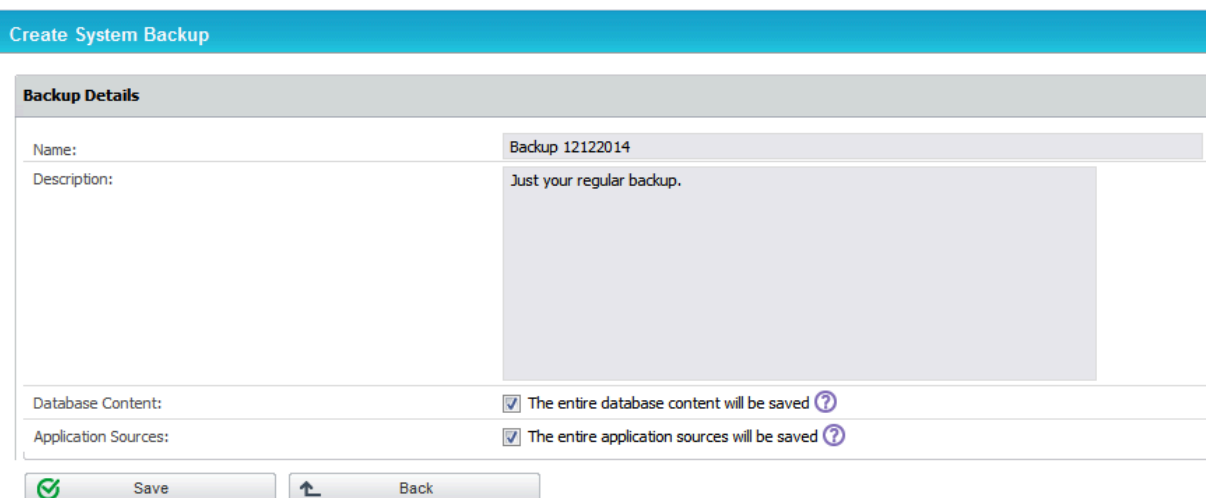 Create System Backup
Backup Details
Name: Backup 12122014
Description: Just your regular backup.
Database Content: The entire database content will be saved ?
Application Sources: The entire application sources will be saved ?
Save Back